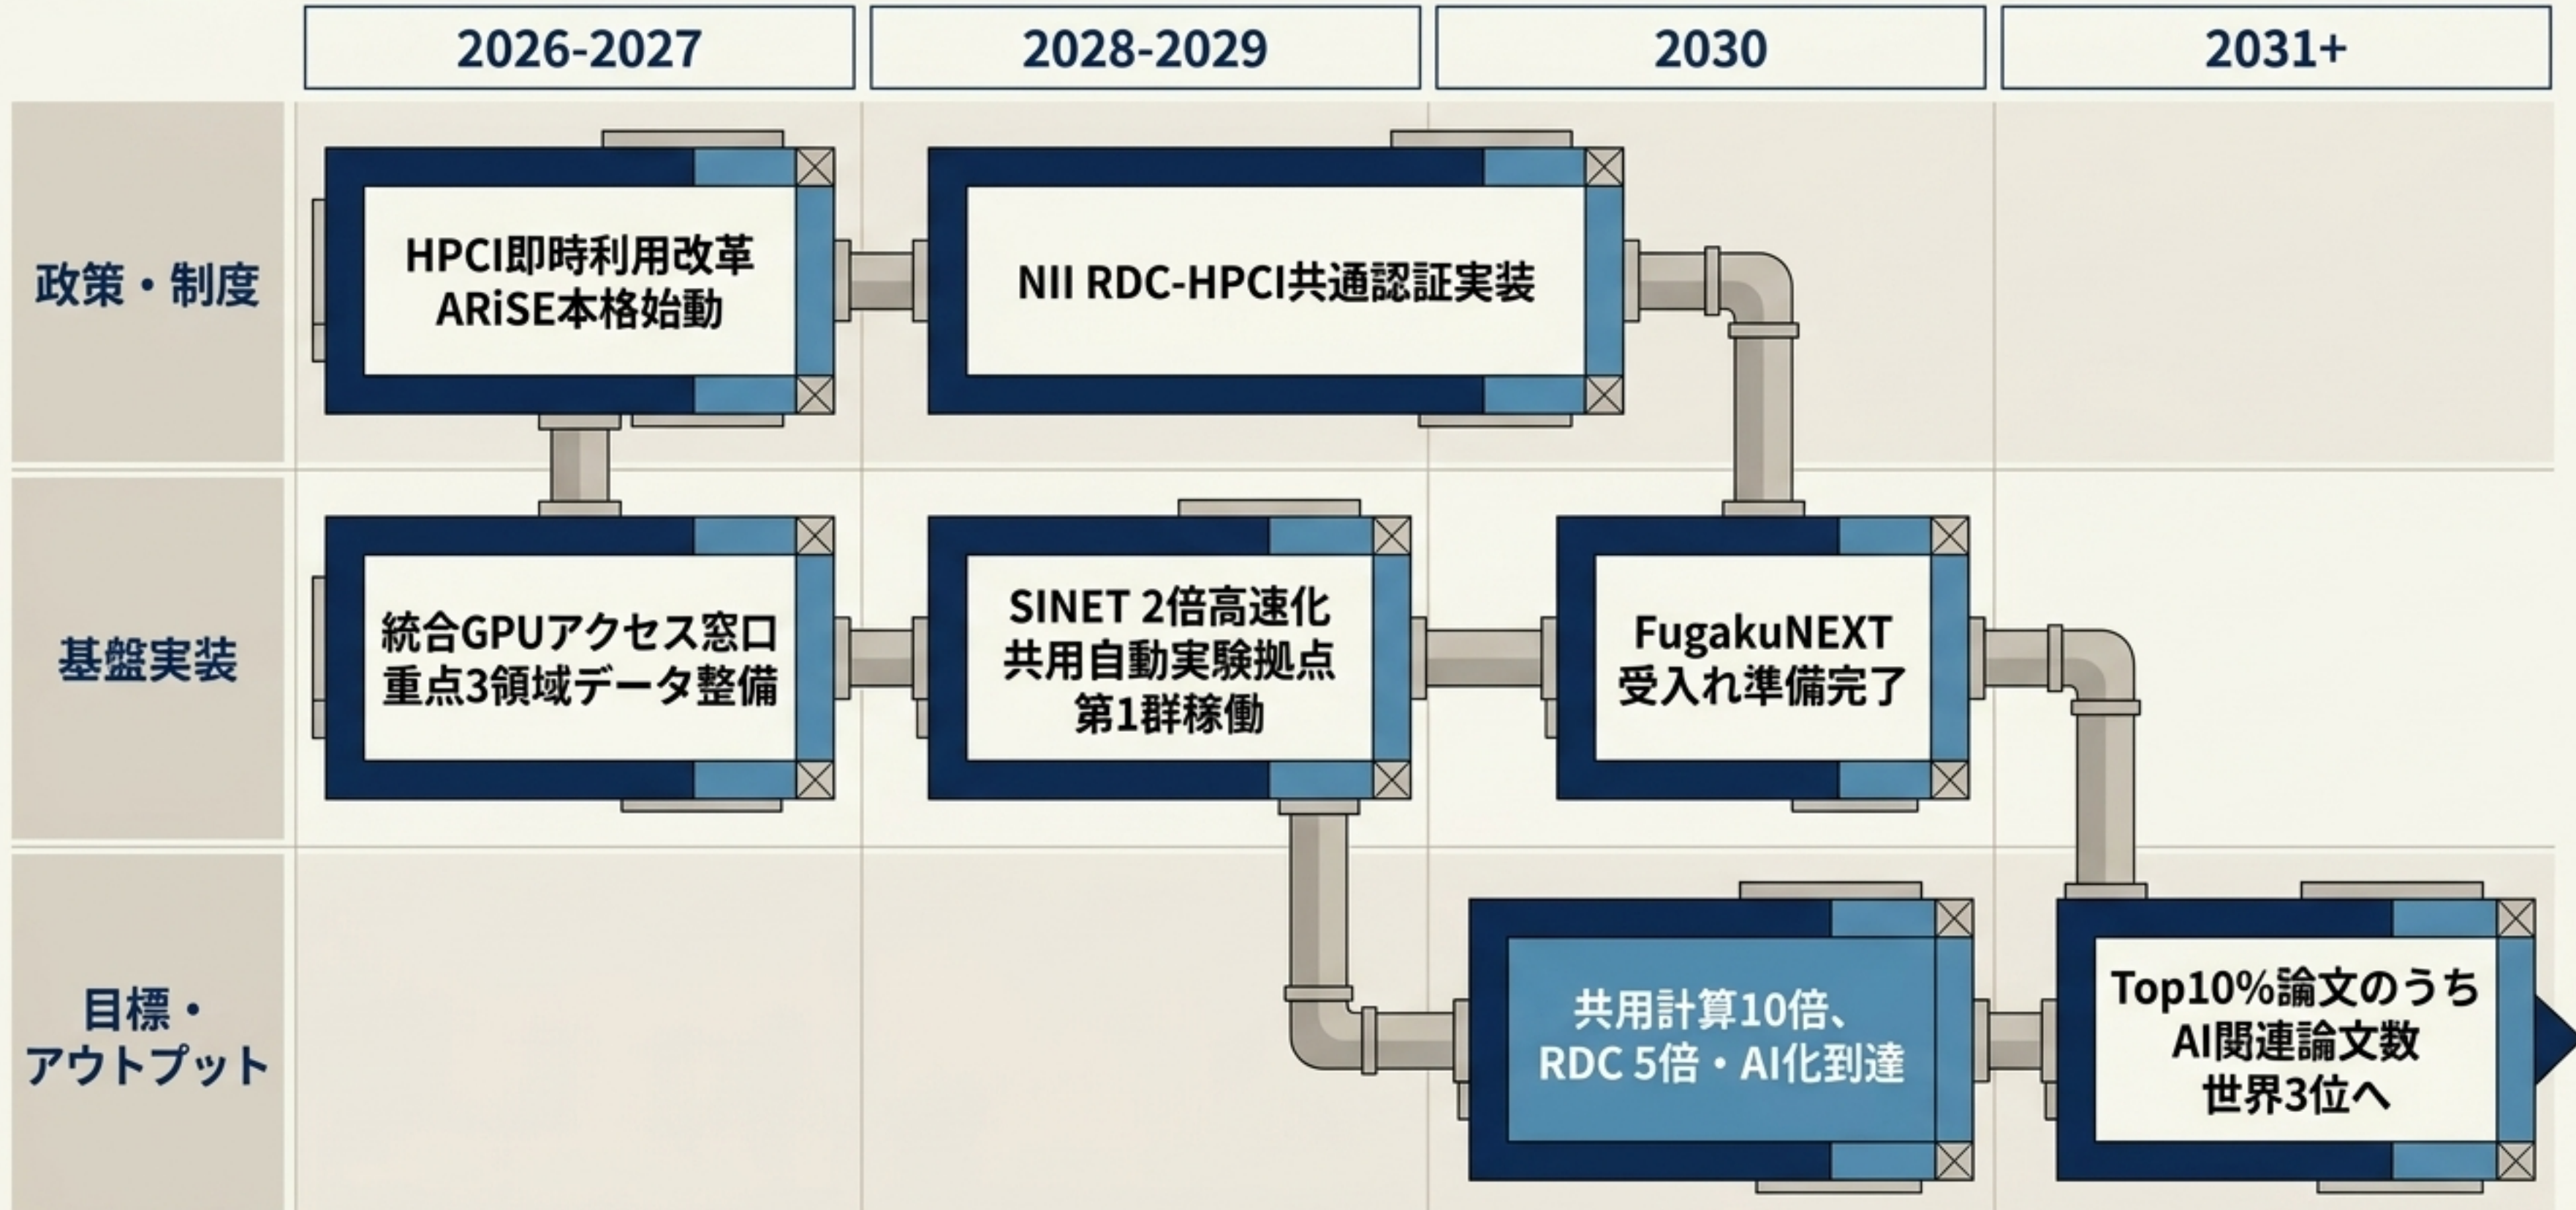 2026-2027
2028-2029
2030
2031+
政策・制度
HPCI即時利用改革
ARiSE本格始動
NII RDC-HPCI共通認証実装
基盤実装
統合GPUアクセス窓口
重点3領域データ整備
SINET 2倍高速化
共用自動実験拠点
第1群稼働
FugakuNEXT
受入れ準備完了
目標・
アウトプット
共用計算10倍、
RDC 5倍・AI化到達
Top10%論文のうち
AI関連論文数
世界3位へ